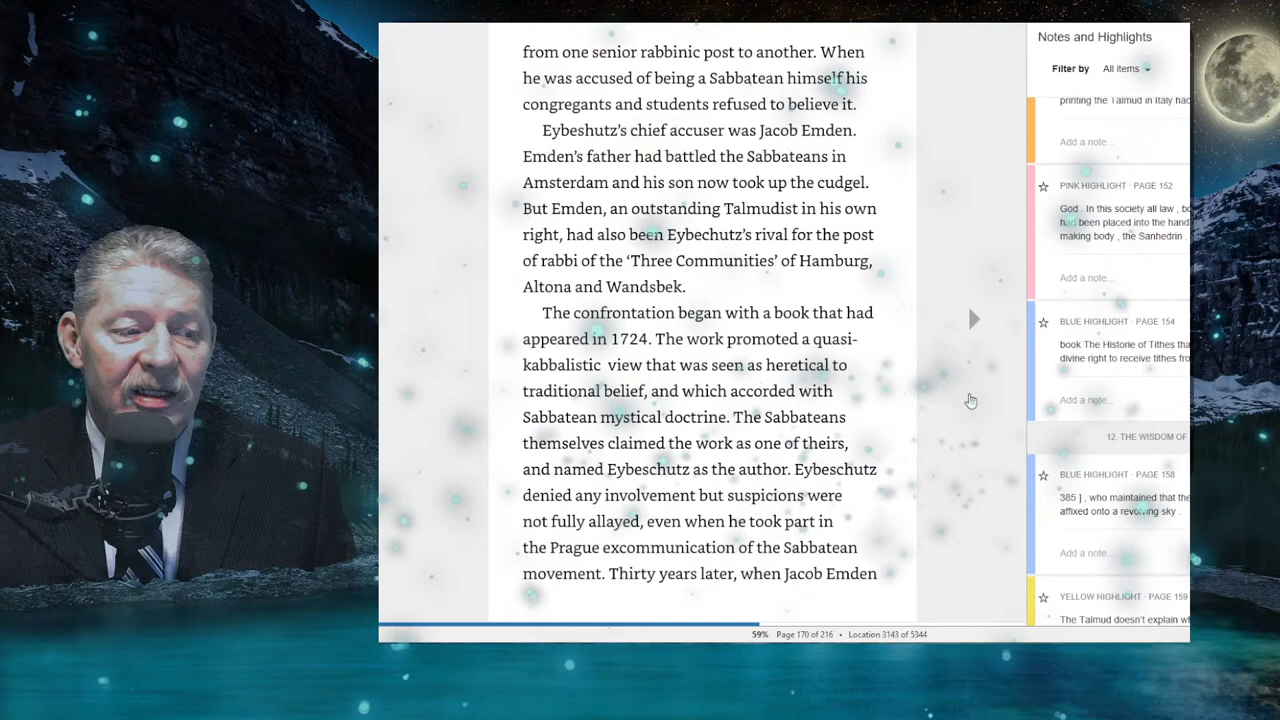 from one senior rabbinic post to another. When
he was accused of being a Sabbatean himself his
congregants and students refused to believe it.
Eybeshutz’s chief accuser was Jacob Emden.
Emden’s father had battled the Sabbateans in
Amsterdam and his son now took up the cudgel.
But Emden, an outstanding Talmudist in his own
right, had also been Eybechutz’s rival for the post
of rabbi of the ‘Three Communities’ of Hamburg,
Altona and Wandsbek.
The confrontation began with a book that had
appeared in 1724. The work promoted a quasi-
kabbalistic view that was seen as heretical to
traditional belief, and which accorded with
Sabbatean mystical doctrine. The Sabbateans
themselves claimed the work as one of theirs,
and named Eybeschutz as the author. Eybeschutz
denied any involvement but suspicions were
not fully allayed, even when he took part in
the Prague excommunication of the Sabbatean
movement. Thirty years later, when Jacob Emden
59% Page 170 of 216 • Location 3143 of 5344
Notes and Highlights
Filter by All items
printing the Talmud in Italy had
Add a note...
PINK HIGHLIGHT · PAGE 152
God . In this society all law , bo
had been placed into the hand
making body , the Sanhedrin .
Add a note...
BLUE HIGHLIGHT · PAGE 154
book The Historie of Tithes tha
divine right to receive tithes fro
Add a note...
12. THE WISDOM OF
BLUE HIGHLIGHT · PAGE 158
385 ] , who maintained that the
affixed onto a revolving sky .
Add a note...
YELLOW HIGHLIGHT · PAGE 159
The Talmud doesn’t explain wh